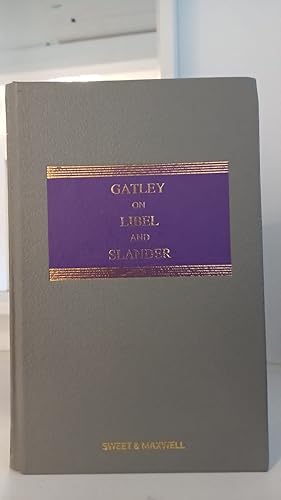 GATLEY
ON
LIBEL
AND
SLANDER
SWEET & MAXWELL